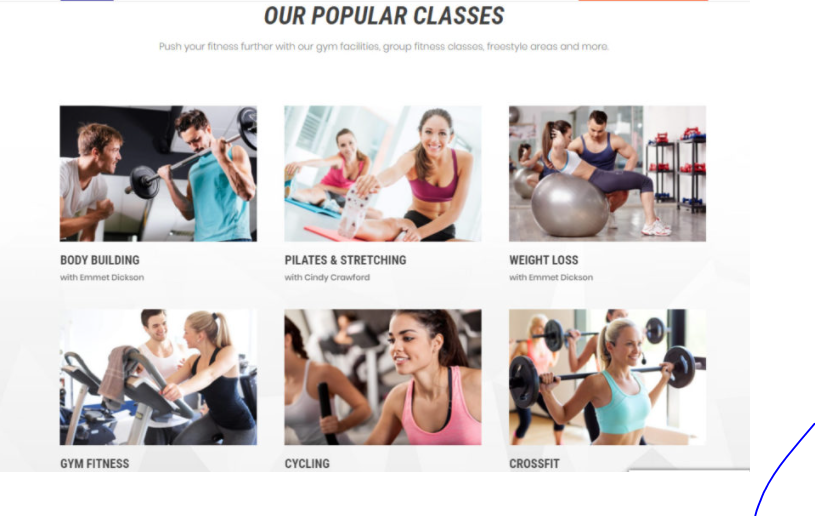 OUR POPULAR CLASSES
Push your fitness further with our gym facilities, group fitness classes, freestyle areas and more.
BODY BUILDING
with Emmet Dickson
PILATES & STRETCHING
with Cindy Crawford
WEIGHT LOSS
with Emmet Dickson
GYM FITNESS
CYCLING
CROSSFIT